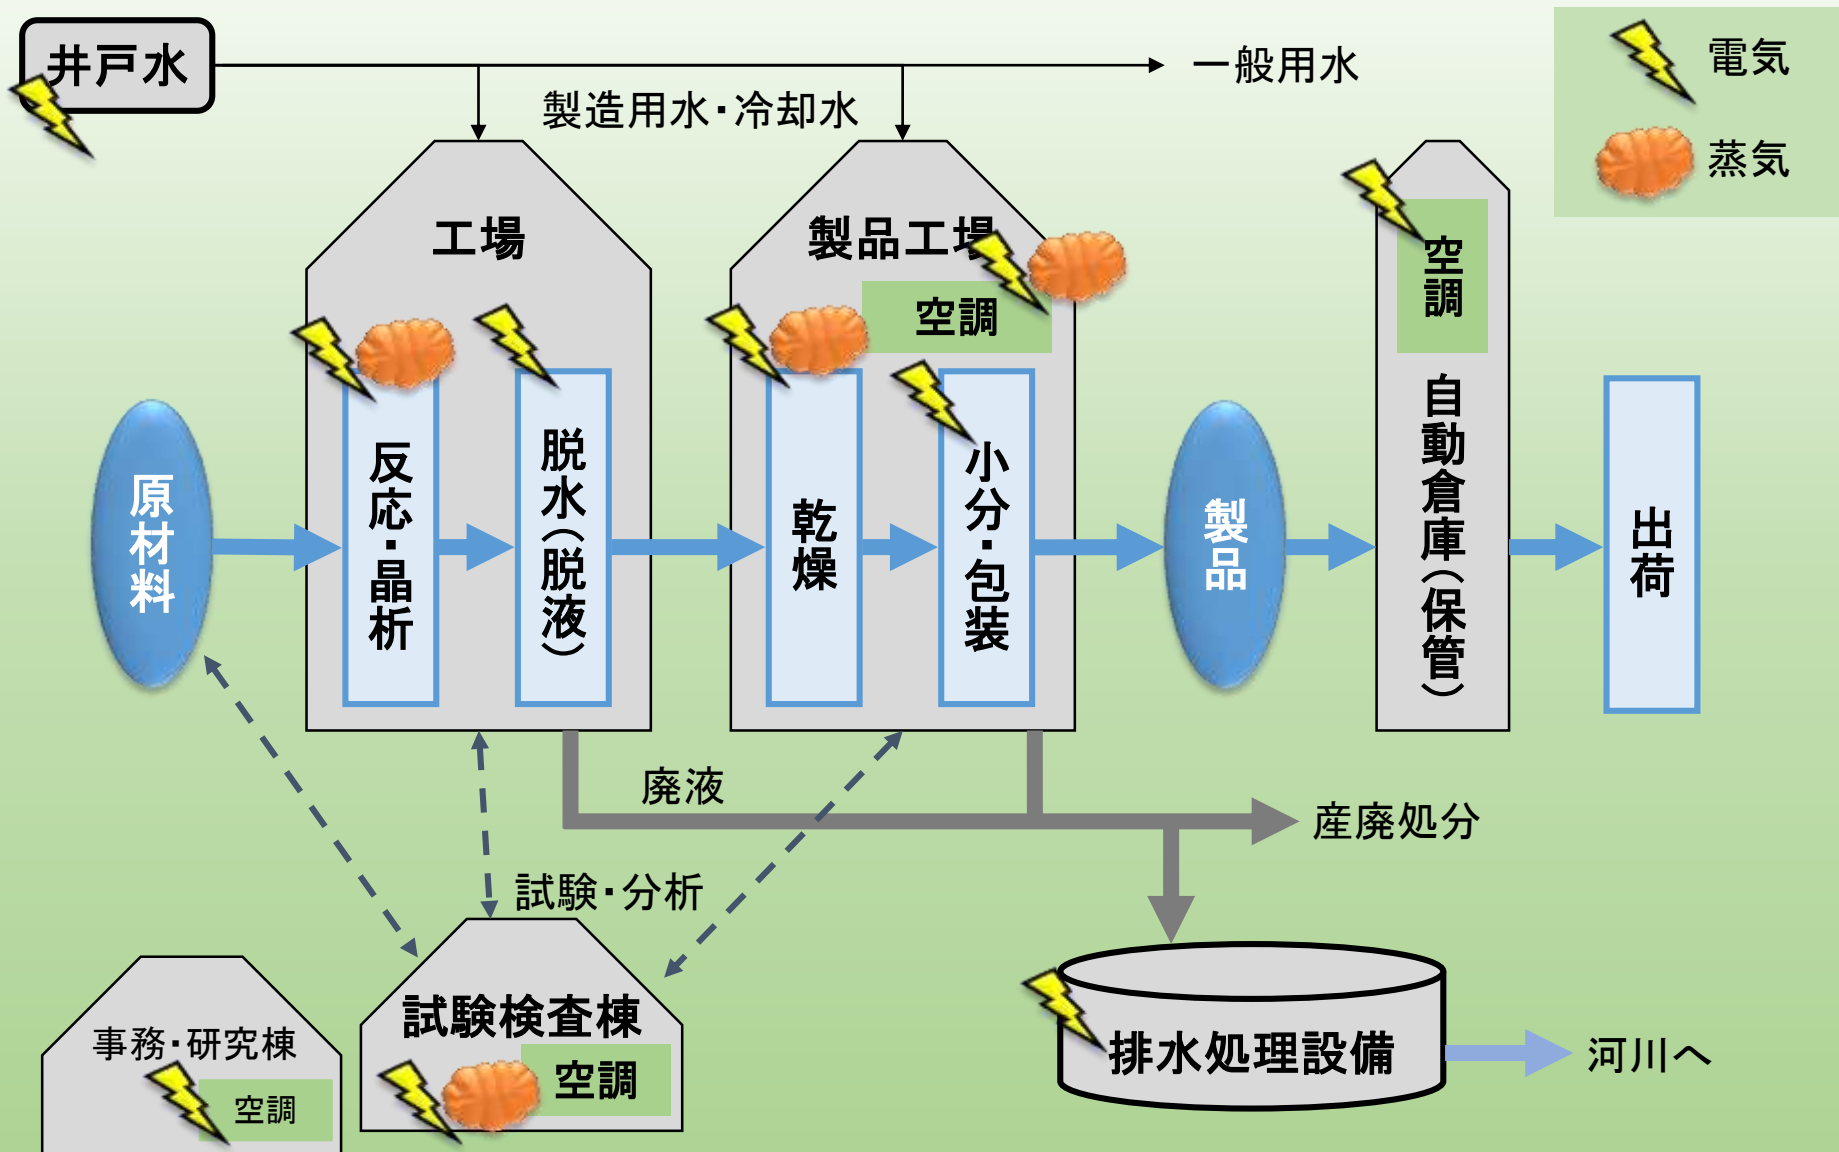 井戸水
一般用水
電気
製造用水・冷却水
蒸気
工場
製品工場
空調
空調
原材料
反応・晶析
脱水(脱液)
乾燥
小分・包装
製品
自動倉庫(保管)
出荷
廃液
産廃処分
試験・分析
試験検査棟
空調
事務・研究棟
空調
排水処理設備
河川へ